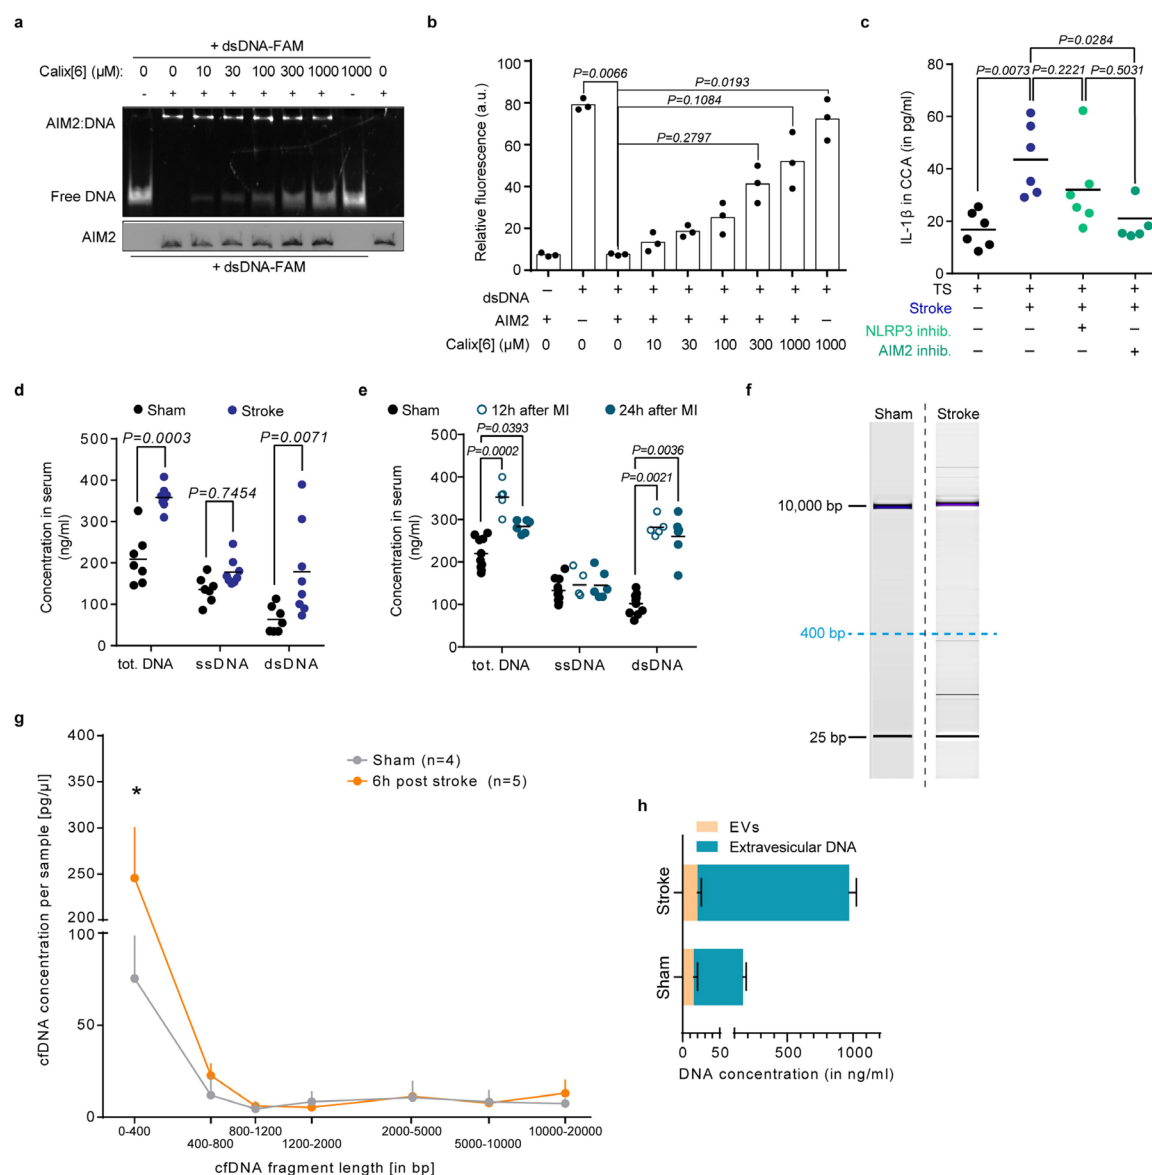 a
+ dsDNA-FAM
Calix[6] (µM): 0 0 10 30 100 300 1000 1000 0
- + + + + + + - +
AIM2:DNA
Free DNA
AIM2
+ dsDNA-FAM
b
Relative fluorescence (a.u.)
100
80
60
40
20
0
P=0.0066
P=0.0193
P=0.1084
P=0.2797
dsDNA – + + + + + + + +
AIM2 + – + + + + + + –
Calix[6] (µM) 0 0 0 10 30 100 300 1000 1000
c
IL-1β in CCA (in pg/ml)
80
60
40
20
0
P=0.0284
P=0.0073
P=0.2221
P=0.5031
TS + + + +
Stroke – + + +
NLRP3 inhib. – – + –
AIM2 inhib. – – – +
d
Sham
Stroke
Concentration in serum
(ng/ml)
500
400
300
200
100
0
P=0.0003
P=0.7454
P=0.0071
tot. DNA
ssDNA
dsDNA
e
Sham
12h after MI
24h after MI
Concentration in serum
(ng/ml)
500
400
300
200
100
0
P=0.0393
P=0.0002
P=0.0036
P=0.0021
tot. DNA
ssDNA
dsDNA
f
Sham
Stroke
10,000 bp
400 bp
25 bp
g
cfDNA concentration per sample [pg/µl]
400
350
300
250
200
100
50
0
Sham (n=4)
6h post stroke (n=5)
*
0-400
400-800
800-1200
1200-2000
2000-5000
5000-10000
10000-20000
cfDNA fragment length [in bp]
h
EVs
Extravesicular DNA
Stroke
Sham
0 50 500 1000
DNA concentration (in ng/ml)